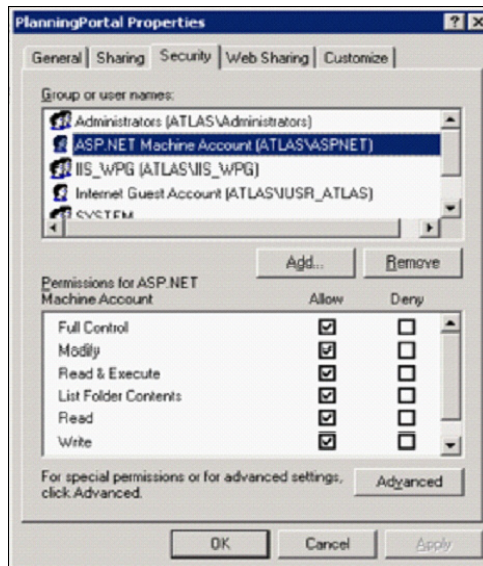 PlanningPortal Properties
General Sharing Security Web Sharing Customize
Group or user names:
Administrators (ATLAS\Administrators)
ASP.NET Machine Account (ATLAS\ASPNET)
IIS_WPG (ATLAS\IIS_WPG)
Internet Guest Account (ATLAS\IUSR_ATLAS)
SYSTEM
Add... Remove
Permissions for ASP.NET
Machine Account Allow Deny
Full Control
Modify
Read & Execute
List Folder Contents
Read
Write
For special permissions or for advanced settings,
click Advanced. Advanced
OK Cancel Apply